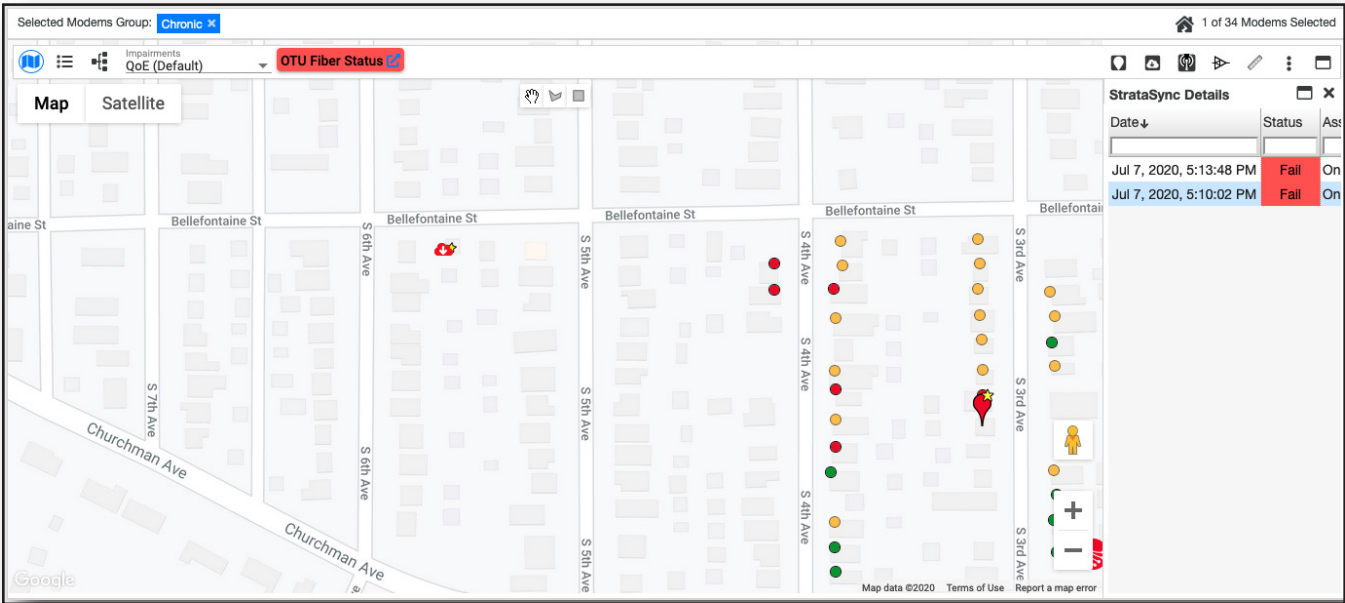 Selected Modems Group: Chronic ×
1 of 34 Modems Selected
Impairments
QoE (Default)
OTU Fiber Status
Map
Satellite
StrataSync Details
Date↓ Status Ass
Jul 7, 2020, 5:13:48 PM Fail On
Jul 7, 2020, 5:10:02 PM Fail On
aine St
Bellefontaine St
Bellefontaine St
Bellefontaine St
Bellefontaine St
Bellefontai
S 6th Ave
S 5th Ave
S 4th Ave
S 3rd Ave
S 4th Ave
S 7th Ave
S 5th Ave
S 3rd Ave
Churchman Ave
S 6th Ave
S 4th Ave
Churchman Ave
S 5th Ave
S 3rd Ave
Google
Map data ©2020
Terms of Use
Report a map error